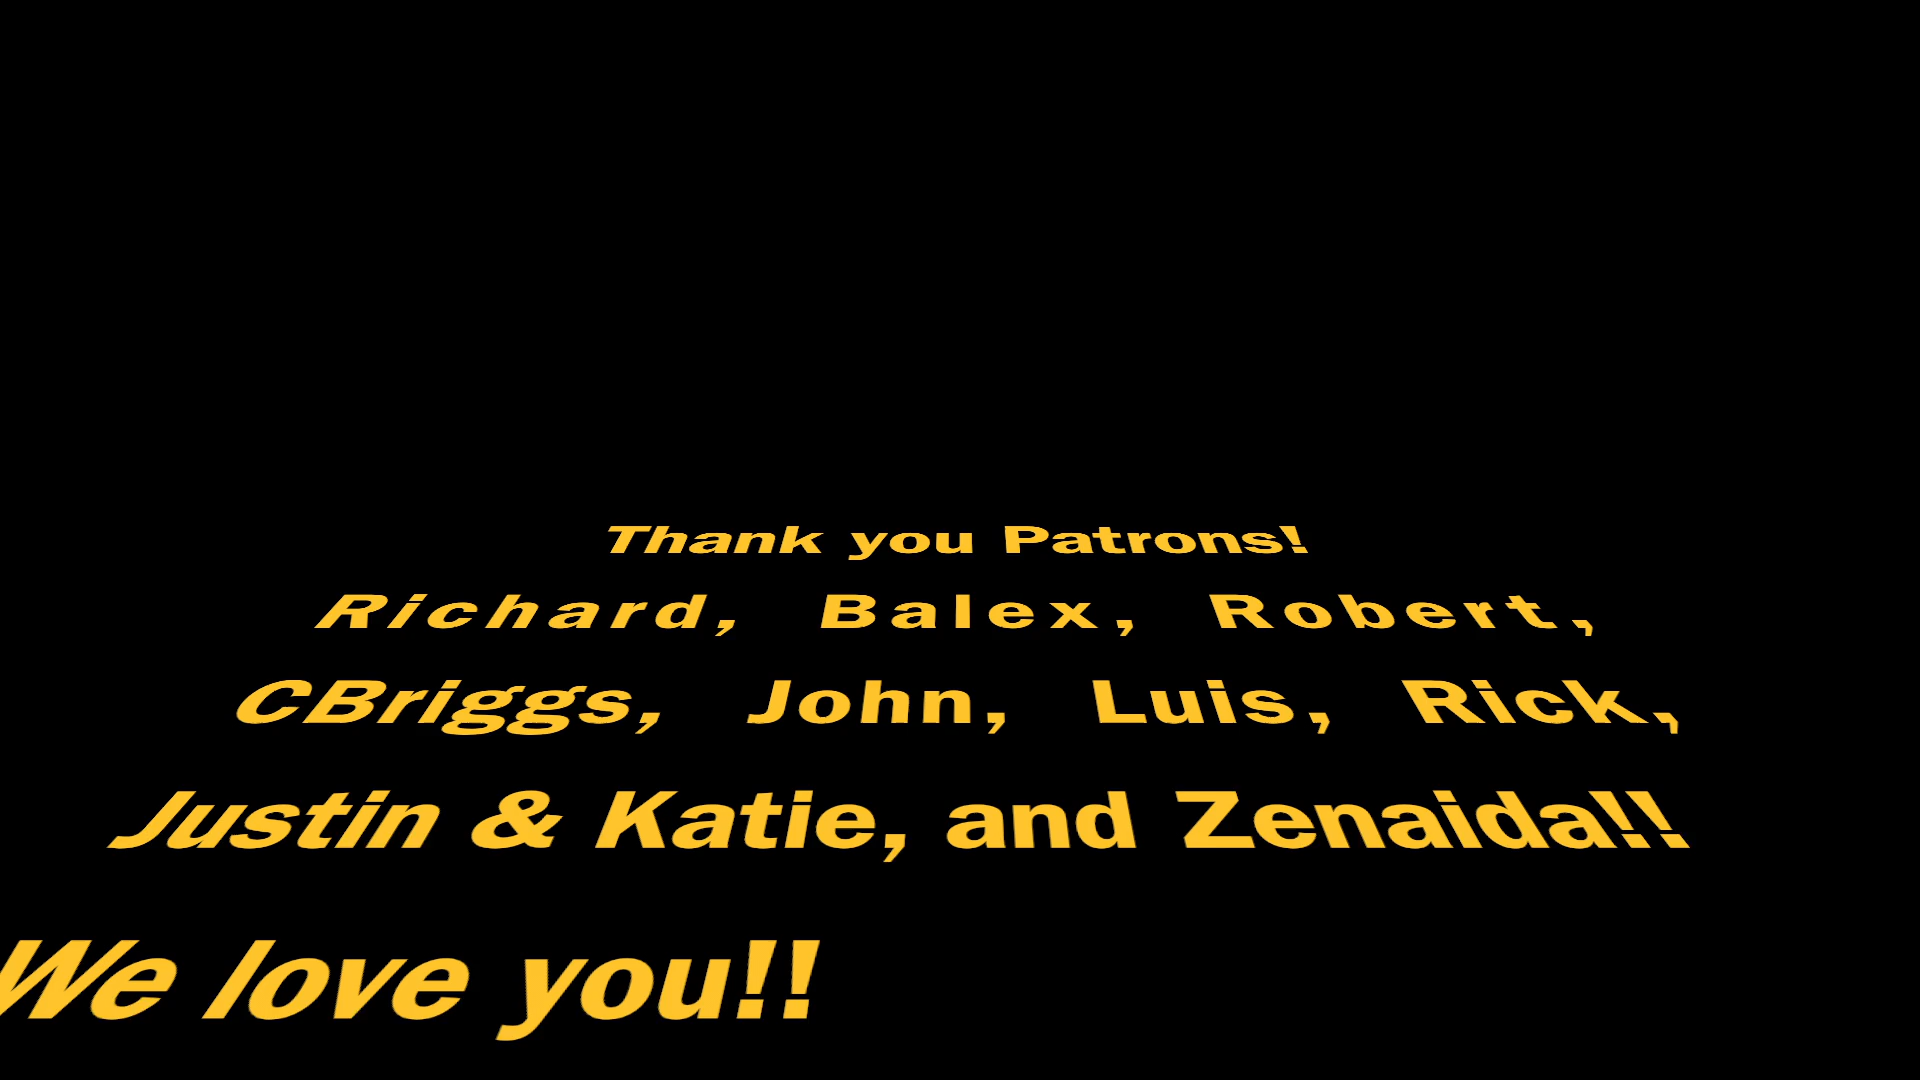 Thank you Patrons!
Richard, Balex, Robert,
CBriggs, John, Luis, Rick,
Justin & Katie, and Zenaida!!
We love you!!